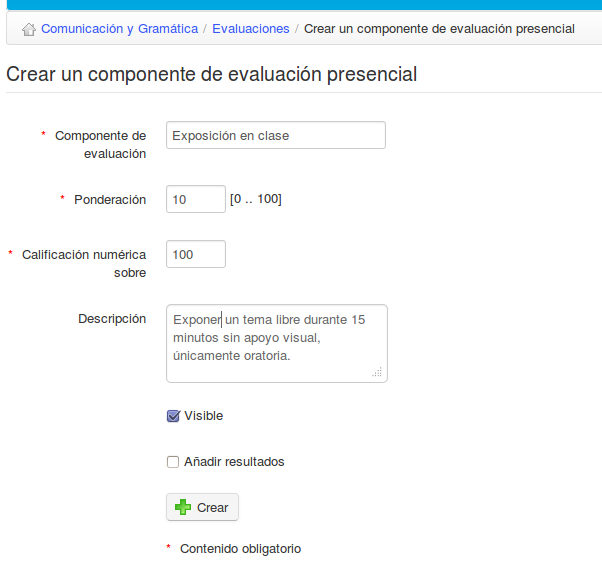 Comunicación y Gramática / Evaluaciones / Crear un componente de evaluación presencial
Crear un componente de evaluación presencial
* Componente de evaluación
Exposición en clase
* Ponderación
10 [0 .. 100]
* Calificación numérica sobre
100
Descripción
Exponer un tema libre durante 15
minutos sin apoyo visual,
únicamente oratoria.
Visible
Añadir resultados
Crear
* Contenido obligatorio